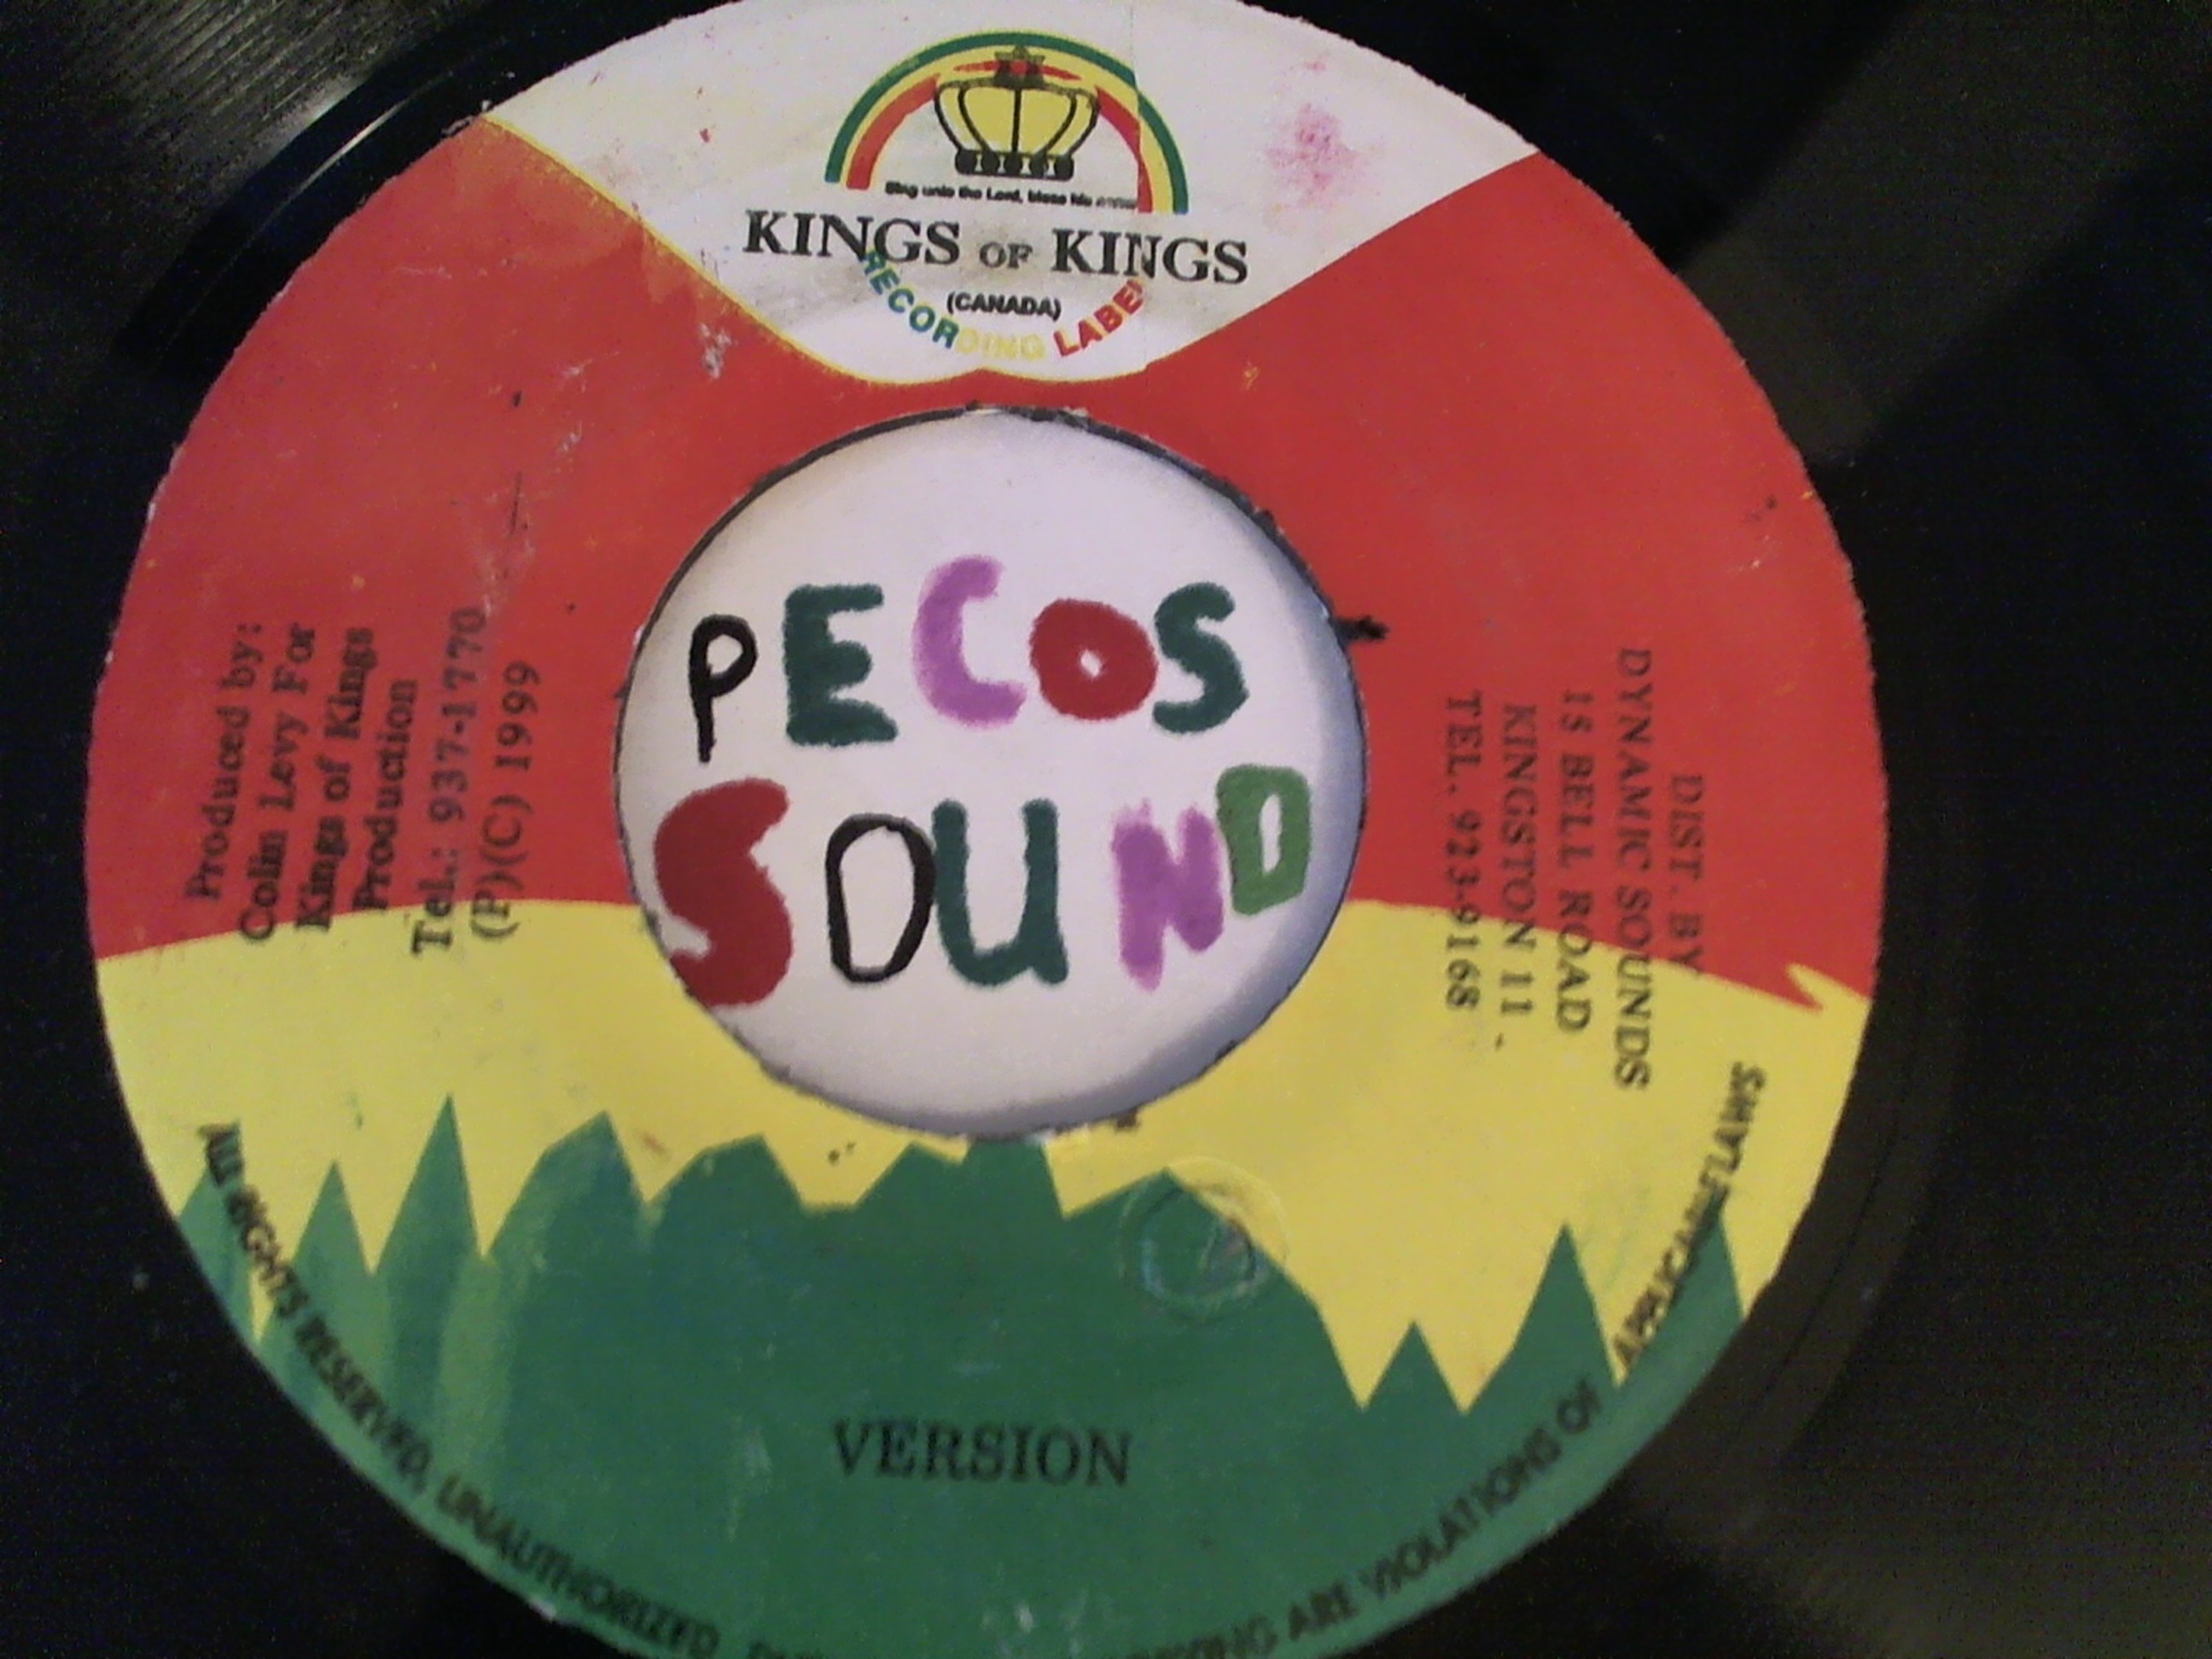 Sing unto the Lord, bless his
KINGS OF KINGS
(CANADA)
RECORDING LABEL
Produced by:
Colin Levy For
Kings of Kings
Production
Tel.: 937-1770
(P)(C) 1999
PECOS
SOUND
DIST. BY
DYNAMIC SOUNDS
15 BELL ROAD
KINGSTON 11 -
TEL. 923-9168
VERSION
ALL RIGHTS RESERVED, UNAUTHORIZED ARE VIOLATIONS OF APPLICABLE LAWS